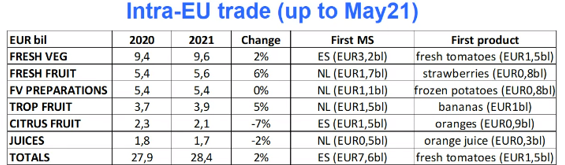 Intra-EU trade (up to May21)
EUR bil 2020 2021 Change First MS First product
FRESH VEG 9,4 9,6 2% ES (EUR3,2bl) fresh tomatoes (EUR1,5bl)
FRESH FRUIT 5,4 5,6 6% NL (EUR1,7bl) strawberries (EUR0,8bl)
FV PREPARATIONS 5,4 5,4 0% NL (EUR1,1bl) frozen potatoes (EUR0,8bl)
TROP FRUIT 3,7 3,9 5% NL (EUR1,5bl) bananas (EUR1bl)
CITRUS FRUIT 2,3 2,1 -7% ES (EUR1,5bl) oranges (EUR0,9bl)
JUICES 1,8 1,7 -2% NL (EUR0,5bl) orange juice (EUR0,3bl)
TOTALS 27,9 28,4 2% ES (EUR7,6bl) fresh tomatoes (EUR1,5bl)